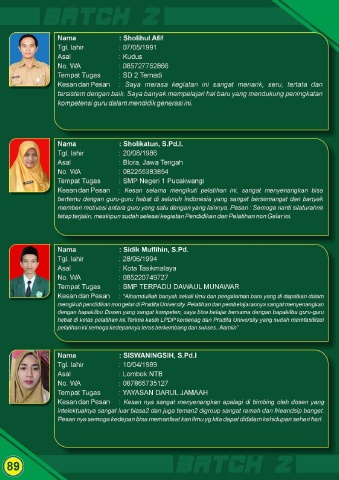 BATCH 2
Nama : Sholihul Afif
Tgl. lahir : 07/05/1991
Asal : Kudus
No. WA : 085727752866
Tempat Tugas : SD 2 Ternadi
Kesan dan Pesan : Saya merasa kegiatan ini sangat menarik, seru, tertata dan
tersistem dengan baik. Saya banyak mempelajari hal baru yang mendukung peningkatan
kompetensi guru dalam mendidik generasi ini.
Nama : Sholikatun, S.Pd.I.
Tgl. lahir : 20/08/1986
Asal : Blora, Jawa Tengah
No. WA : 082256383854
Tempat Tugas : SMP Negeri 1 Pucakwangi
Kesan dan Pesan : Kesan selama mengikuti pelatihan ini, sangat menyenangkan bisa
bertemu dengan guru-guru hebat di seluruh Indonesia yang sangat bersemangat dan banyak
memberi motivasi antara guru yang satu dengan yang lainnya. Pesan : Semoga nanti silaturahmi
tetap terjalin, meskipun sudah selesai kegiatan Pendidikan dan Pelatihan non Gelar ini.
Nama : Sidik Muflihin, S.Pd.
Tgl. lahir : 28/06/1994
Asal : Kota Tasikmalaya
No. WA : 085220749727
Tempat Tugas : SMP TERPADU DAWAUL MUNAWAR
Kesan dan Pesan : "Alhamdulilah banyak sekali ilmu dan pengalaman baru yang di dapatkan dalam
mengikuti pendidikan non gelar di Pradita University. Pelatihan dan pembelajarannya sangat menyenangkan
dengan bapak/ibu Dosen yang sangat kompeten, saya bisa belajar bersama dengan bapak/ibu guru-guru
hebat di kelas pelatihan ini. Terima kasih LPDP kemenag dan Pradita University yang sudah memfasilitasi
pelatihan ini semoga kedepannya terus berkembang dan sukses.. Aamiin"
Nama : SISWANINGSIH, S.Pd.I
Tgl. lahir : 10/04/1989
Asal : Lombok NTB
No. WA : 087865735127
Tempat Tugas : YAYASAN DARUL JAMAAH
Kesan dan Pesan : Kesan nya sangat menyenangkan apalagi di bimbing oleh dosen yang
intelektualnya sangat luar biasa2 dan juga teman2 digroup sangat ramah dan frieandsip banget.
Pesan nya semoga kedepan bisa memanfaatkan ilmu yg kita dapat didalam kehidupan sehari hari.
89
BATCH 2